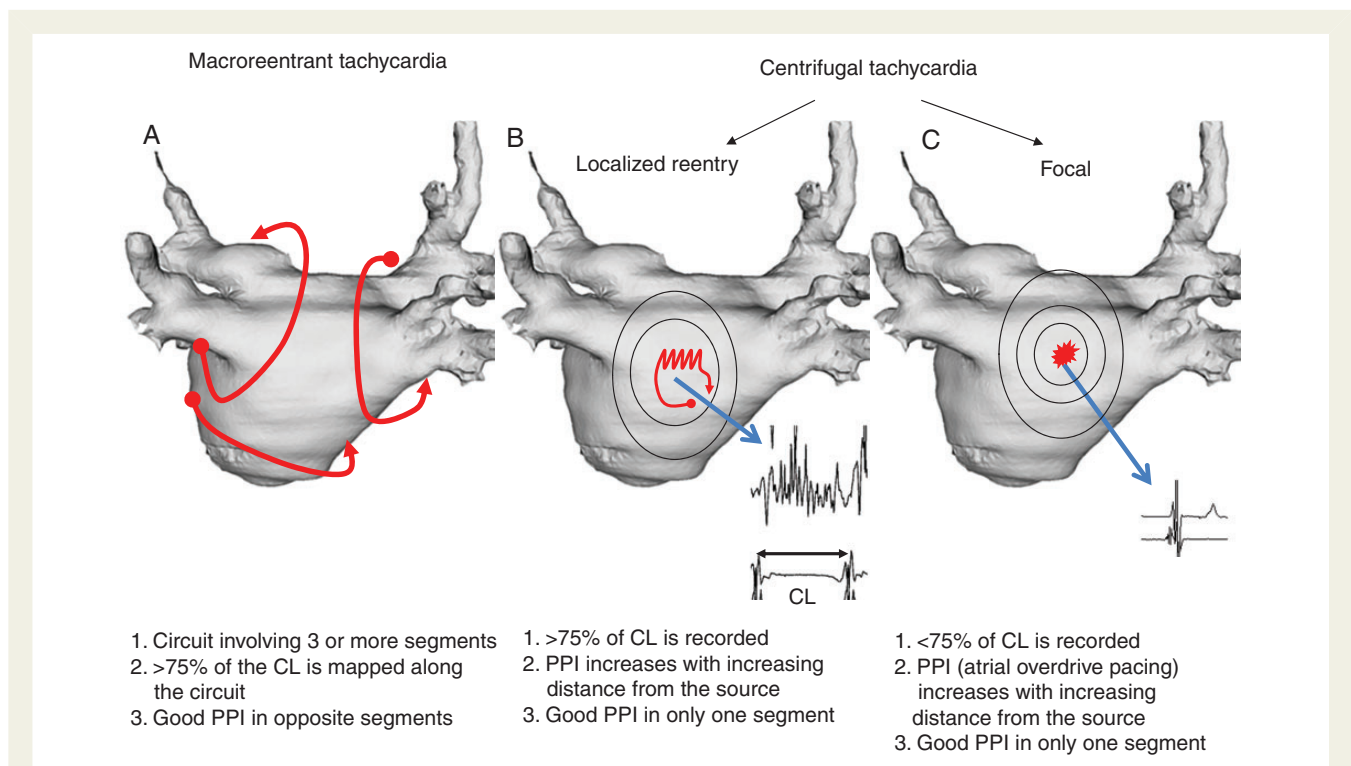 Macroreentrant tachycardia
Centrifugal tachycardia
A
B
Localized reentry
C
Focal
CL
1. Circuit involving 3 or more segments
2. >75% of the CL is mapped along
the circuit
3. Good PPI in opposite segments
1. >75% of CL is recorded
2. PPI increases with increasing
distance from the source
3. Good PPI in only one segment
1. <75% of CL is recorded
2. PPI (atrial overdrive pacing)
increases with increasing
distance from the source
3. Good PPI in only one segment